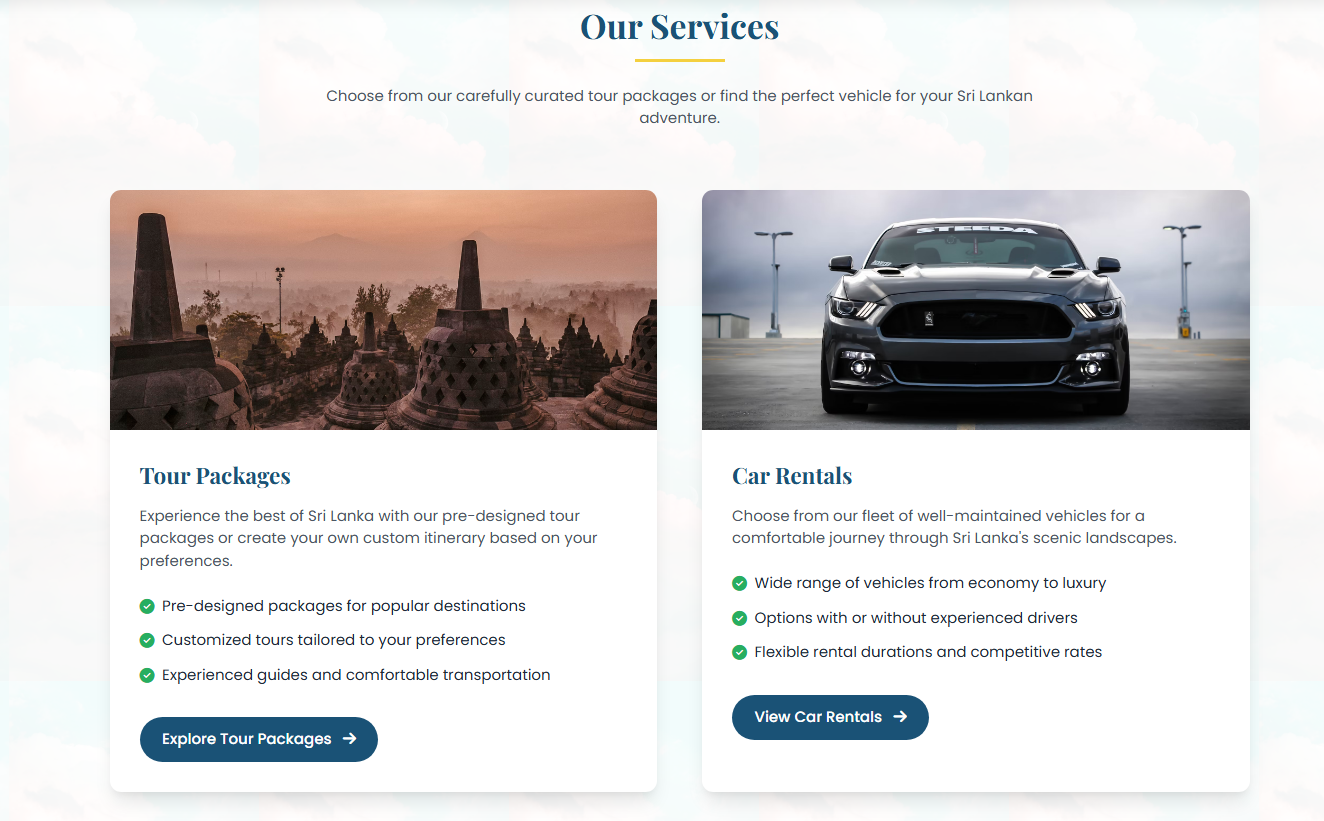 Our Services
Choose from our carefully curated tour packages or find the perfect vehicle for your Sri Lankan
adventure.
STEEDA
Tour Packages
Experience the best of Sri Lanka with our pre-designed tour
packages or create your own custom itinerary based on your
preferences.
Pre-designed packages for popular destinations
Customized tours tailored to your preferences
Experienced guides and comfortable transportation
Explore Tour Packages
Car Rentals
Choose from our fleet of well-maintained vehicles for a
comfortable journey through Sri Lanka's scenic landscapes.
Wide range of vehicles from economy to luxury
Options with or without experienced drivers
Flexible rental durations and competitive rates
View Car Rentals